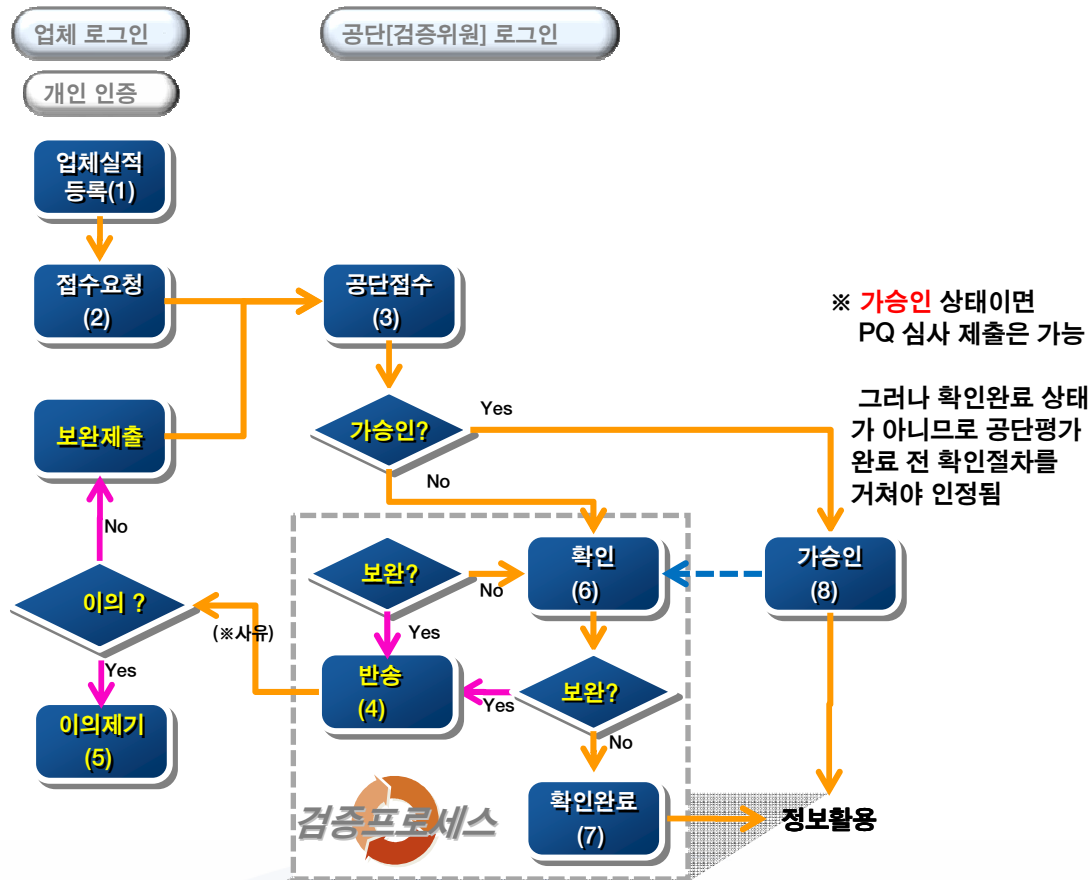 업체 로그인
공단[검증위원] 로그인
개인 인증
업체실적
등록(1)
접수요청
(2)
공단접수
(3)
※ 가승인 상태이면
PQ 심사 제출은 가능
그러나 확인완료 상태
가 아니므로 공단평가
완료 전 확인절차를
거쳐야 인정됨
보완제출
가승인?
Yes
No
No
보완?
No
확인
(6)
가승인
(8)
이의 ?
(※사유)
Yes
Yes
반송
(4)
Yes
보완?
No
이의제기
(5)
검증프로세스
확인완료
(7)
정보활용